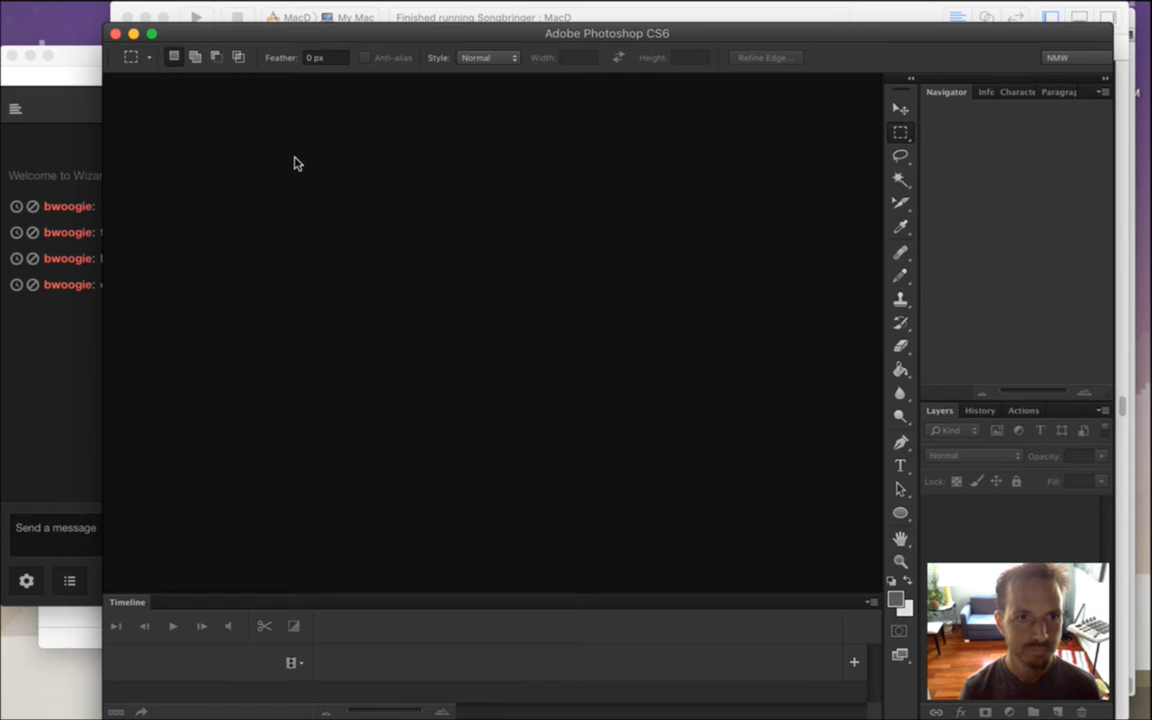 MacD My Mac Finished running Songbringer : MacD
Adobe Photoshop CS6
Feather: 0 px Anti-alias Style: Normal Width: Height: Refine Edge... NMW
Navigator Info Characte Paragrap
Welcome to Wizar
bwoogie:
bwoogie:
bwoogie:
bwoogie:
Layers History Actions
Kind
Normal Opacity:
Lock: Fill:
Send a message
Timeline